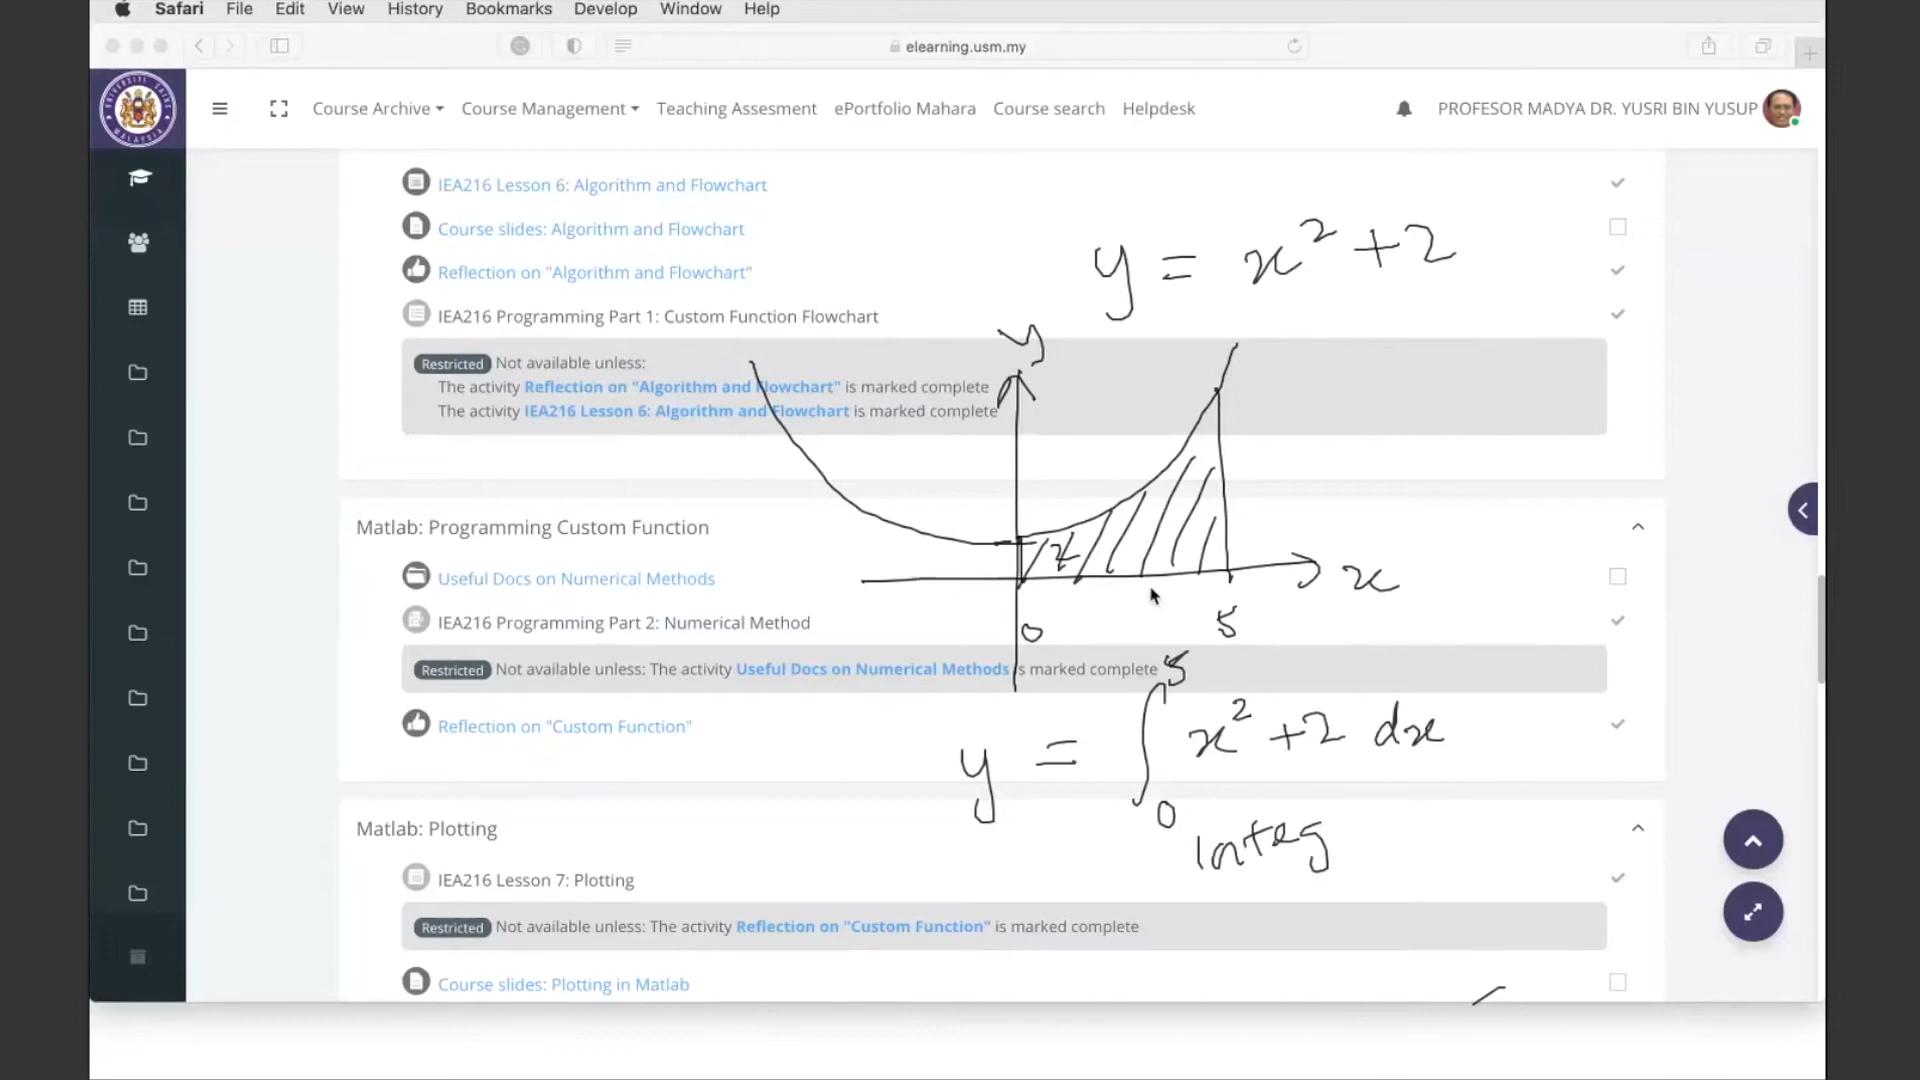 Safari File Edit View History Bookmarks Develop Window Help
elearning.usm.my
Course Archive Course Management Teaching Assesment ePortfolio Mahara Course search Helpdesk PROFESOR MADYA DR. YUSRI BIN YUSUP
IEA216 Lesson 6: Algorithm and Flowchart
Course slides: Algorithm and Flowchart
y = x² + 2
Reflection on "Algorithm and Flowchart"
IEA216 Programming Part 1: Custom Function Flowchart
y
Restricted Not available unless:
The activity Reflection on "Algorithm and Flowchart" is marked complete
The activity IEA216 Lesson 6: Algorithm and Flowchart is marked complete
Matlab: Programming Custom Function
Useful Docs on Numerical Methods
x
IEA216 Programming Part 2: Numerical Method
0 5
Restricted Not available unless: The activity Useful Docs on Numerical Methods is marked complete
Reflection on "Custom Function"
y = ∫₀⁵ x² + 2 dx
Integ
Matlab: Plotting
IEA216 Lesson 7: Plotting
Restricted Not available unless: The activity Reflection on "Custom Function" is marked complete
Course slides: Plotting in Matlab